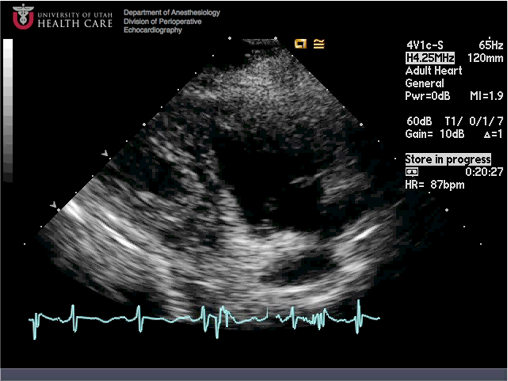 UNIVERSITY OF UTAH
HEALTH CARE
Department of Anesthesiology
Division of Perioperative
Echocardiography
4V1c-S 65Hz
H4.25MHz 120mm
Adult Heart
General
Pwr=0dB MI=1.9
60dB T1/ 0/1/7
Gain= 10dB Δ=1
Store in progress
0:20:27
HR= 87bpm